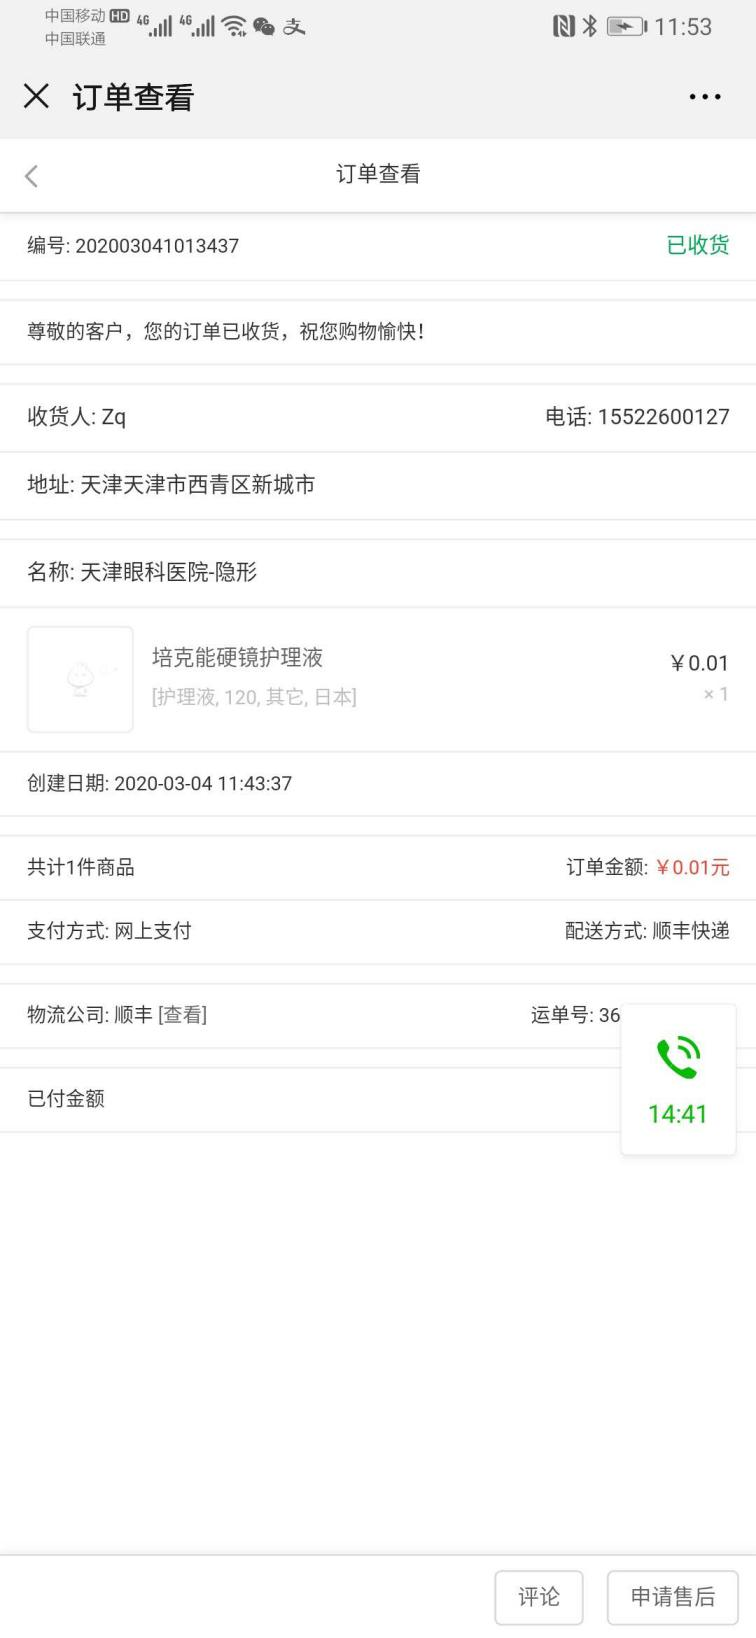 中国移动 HD 4G 4G 11:53
中国联通
订单查看
订单查看
编号: 202003041013437 已收货
尊敬的客户，您的订单已收货，祝您购物愉快！
收货人: Zq 电话: 15522600127
地址: 天津天津市西青区新城市
名称: 天津眼科医院-隐形
培克能硬镜护理液 ￥0.01
[护理液, 120, 其它, 日本] × 1
创建日期: 2020-03-04 11:43:37
共计1件商品 订单金额: ￥0.01元
支付方式: 网上支付 配送方式: 顺丰快递
物流公司: 顺丰 [查看] 运单号: 36
已付金额
14:41
评论 申请售后